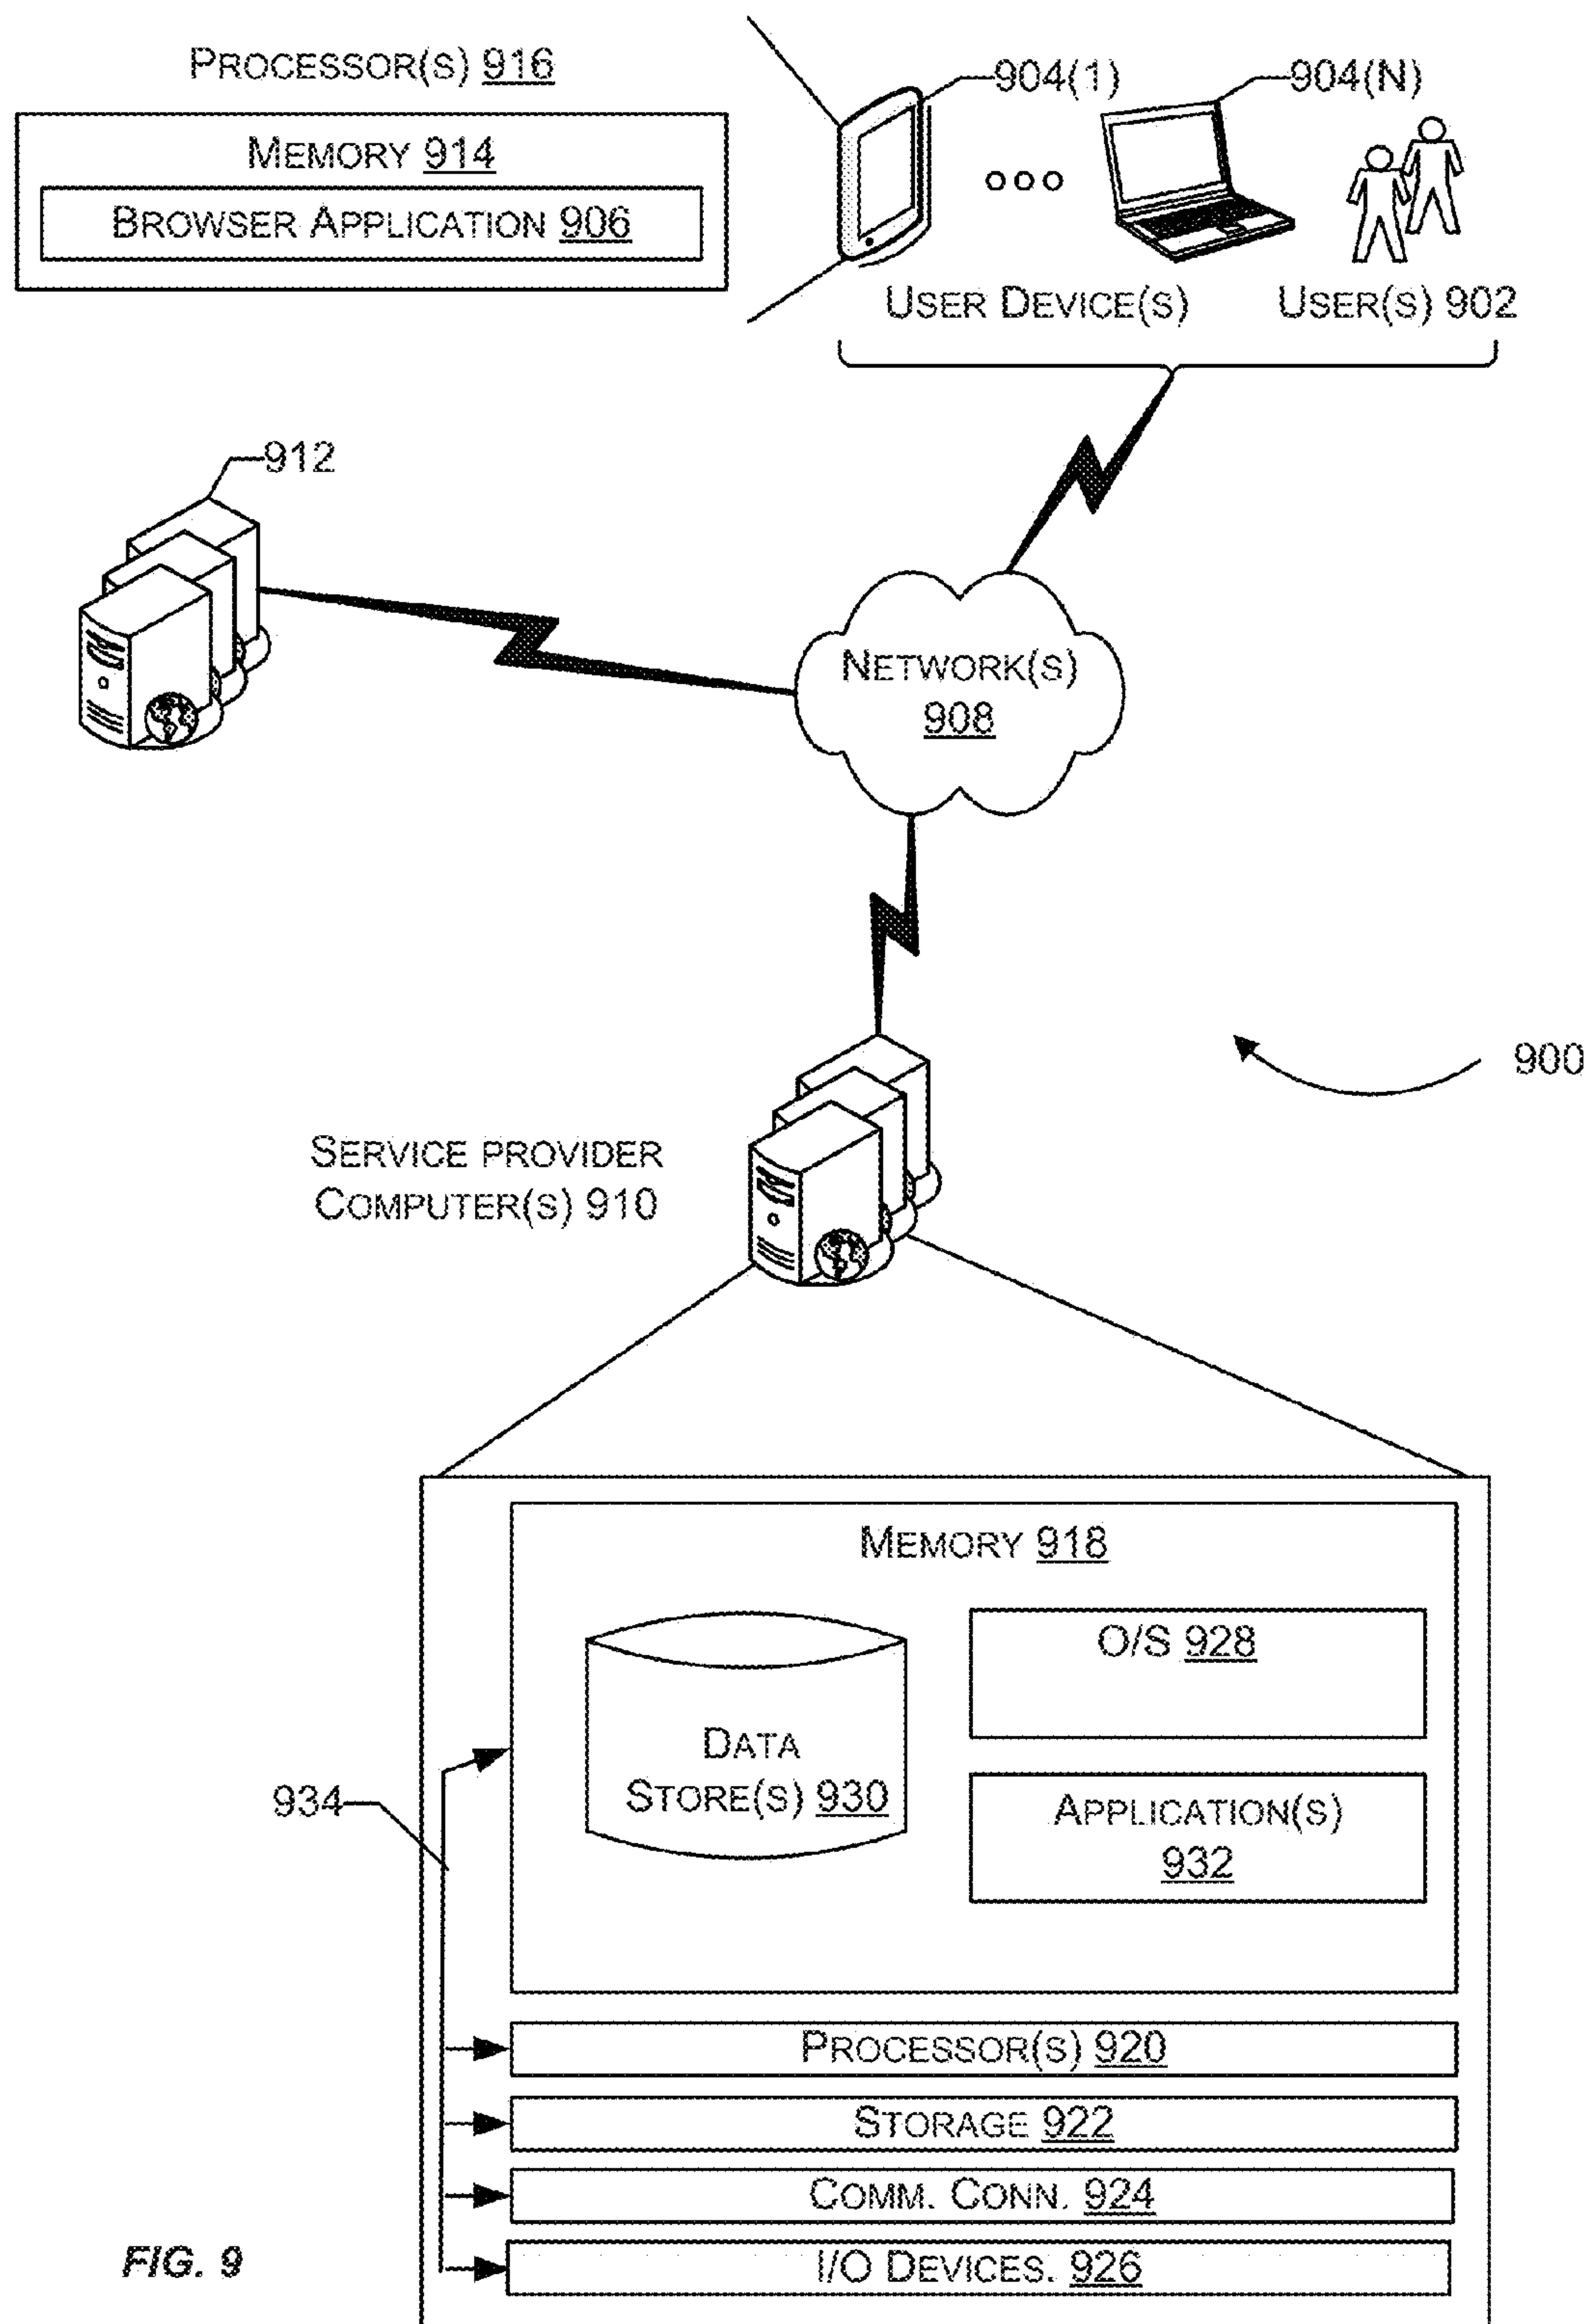 PROCESSOR(S) 916
MEMORY 914
BROWSER APPLICATION 906
904(1)
904(N)
USER DEVICE(S)
USER(S) 902
912
NETWORK(S)
908
900
SERVICE PROVIDER
COMPUTER(S) 910
MEMORY 918
DATA
STORE(S) 930
O/S 928
APPLICATION(S)
932
934
PROCESSOR(S) 920
STORAGE 922
COMM. CONN. 924
I/O DEVICES. 926
FIG. 9